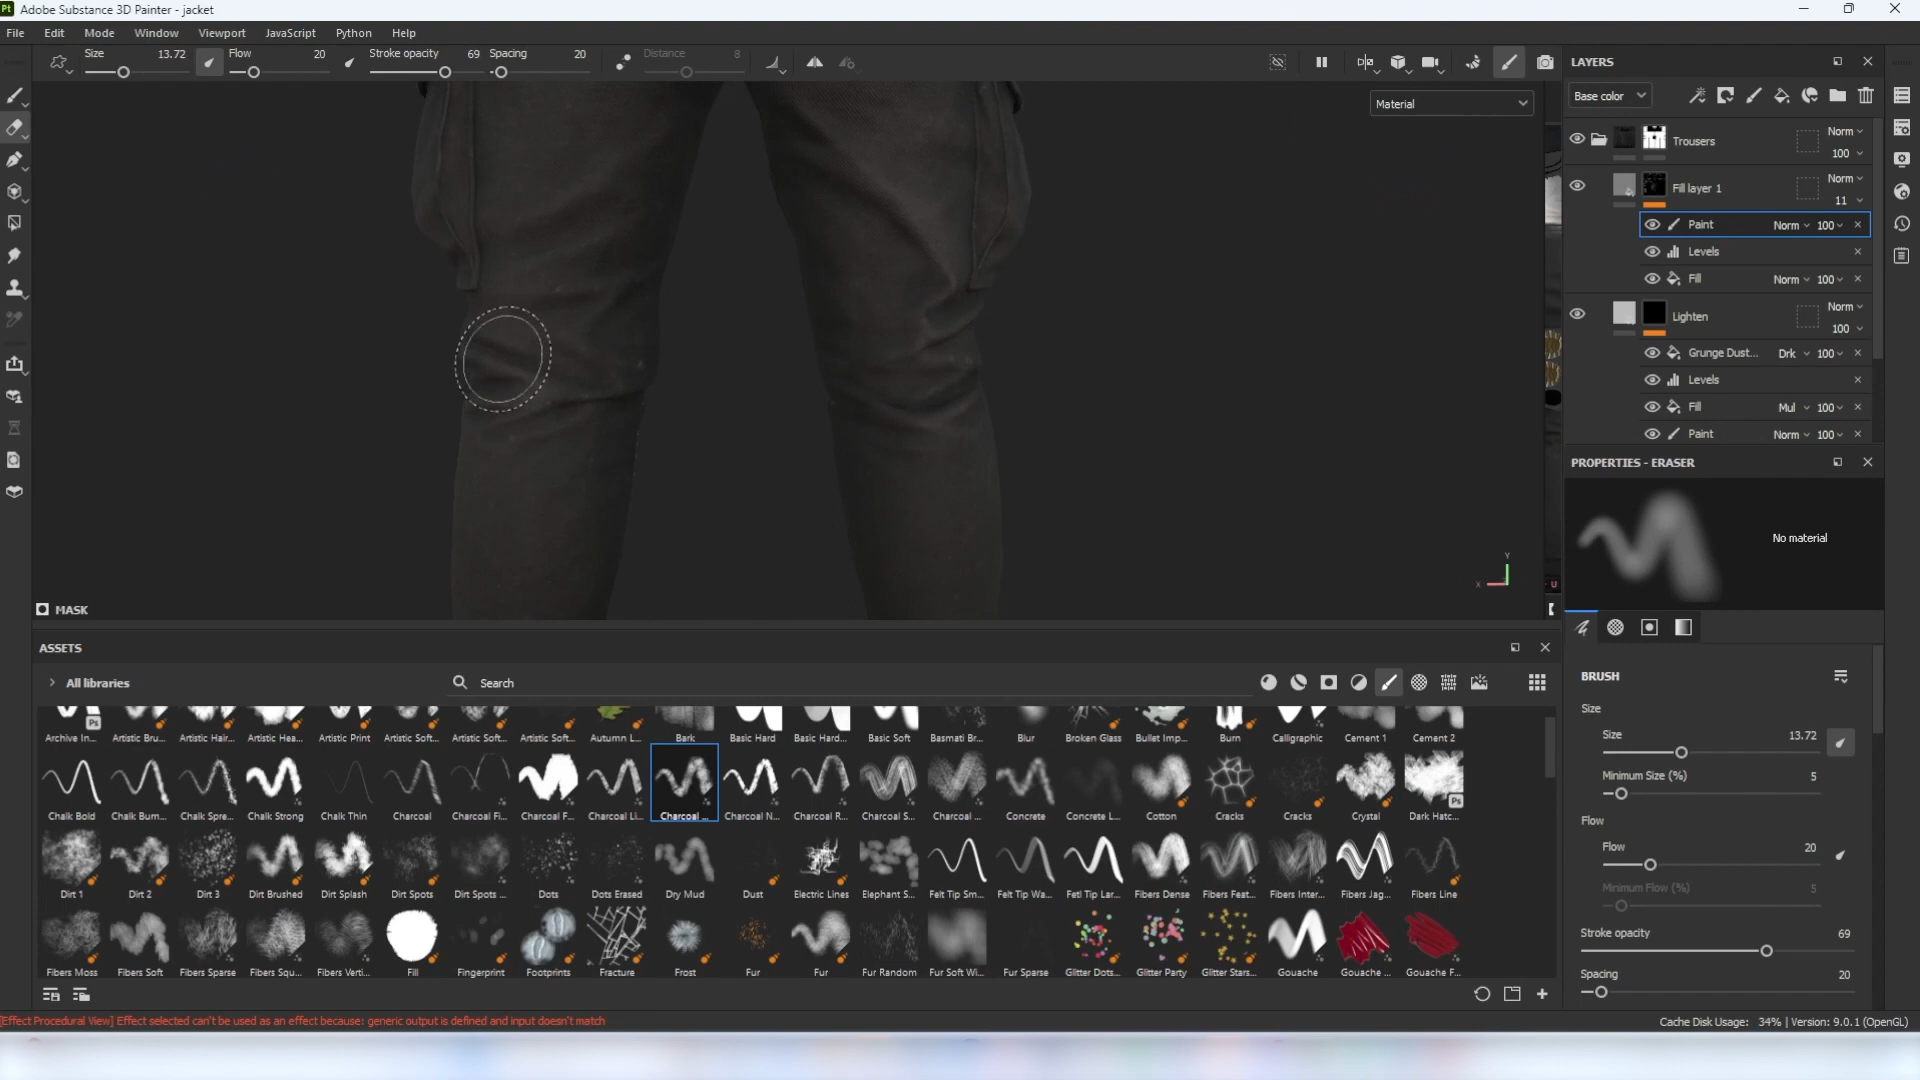 Pt Adobe Substance 3D Painter - jacket
File Edit Mode Window Viewport JavaScript Python Help
Size 13.72 Flow 20 Stroke opacity 69 Spacing 20 Distance 8
Material
Y
X
U
MASK
LAYERS
Base color
Trousers Norm 100
Fill layer 1 Norm 11
Paint Norm 100
Levels
Fill Norm 100
Lighten Norm 100
Grunge Dust... Drk 100
Levels
Fill Mul 100
Paint Norm 100
PROPERTIES - ERASER
No material
BRUSH
Size
Size 13.72
Minimum Size (%) 5
Flow
Flow 20
Minimum Flow (%) 5
Stroke opacity 69
Spacing 20
ASSETS
All libraries Search
Archive In... Artistic Bru... Artistic Hair... Artistic Hea... Artistic Print Artistic Soft... Artistic Soft... Artistic Soft... Autumn L... Bark Basic Hard Basic Hard... Basic Soft Basmati Br... Blur Broken Glass Bullet Imp... Burn Calligraphic Cement 1 Cement 2
Chalk Bold Chalk Bum... Chalk Spre... Chalk Strong Chalk Thin Charcoal Charcoal Fi... Charcoal F... Charcoal Li... Charcoal ... Charcoal N... Charcoal R... Charcoal S... Charcoal ... Concrete Concrete L... Cotton Cracks Cracks Crystal Dark Hatc...
Dirt 1 Dirt 2 Dirt 3 Dirt Brushed Dirt Splash Dirt Spots Dirt Spots ... Dots Dots Erased Dry Mud Dust Electric Lines Elephant S... Felt Tip Sm... Felt Tip Wa... Fetl Tip Lar... Fibers Dense Fibers Feat... Fibers Inter... Fibers Jag... Fibers Line
Fibers Moss Fibers Soft Fibers Sparse Fibers Squ... Fibers Verti... Fill Fingerprint Footprints Fracture Frost Fur Fur Fur Random Fur Soft Wi... Fur Sparse Glitter Dots... Glitter Party Glitter Stars... Gouache Gouache ... Gouache F...
[Effect Procedural View] Effect selected can't be used as an effect because: generic output is defined and input doesn't match
Cache Disk Usage: 34% | Version: 9.0.1 (OpenGL)